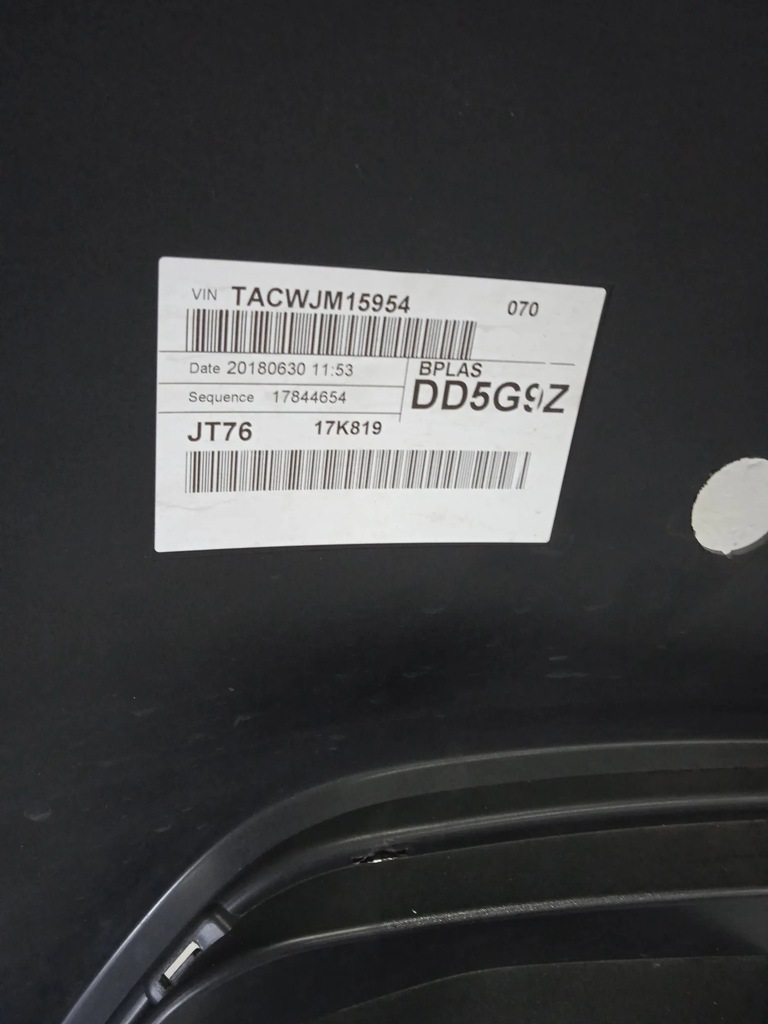 VIN TACWJM15954 070
Date 20180630 11:53
BPLAS
Sequence 17844654
DD5G9Z
JT76 17K819